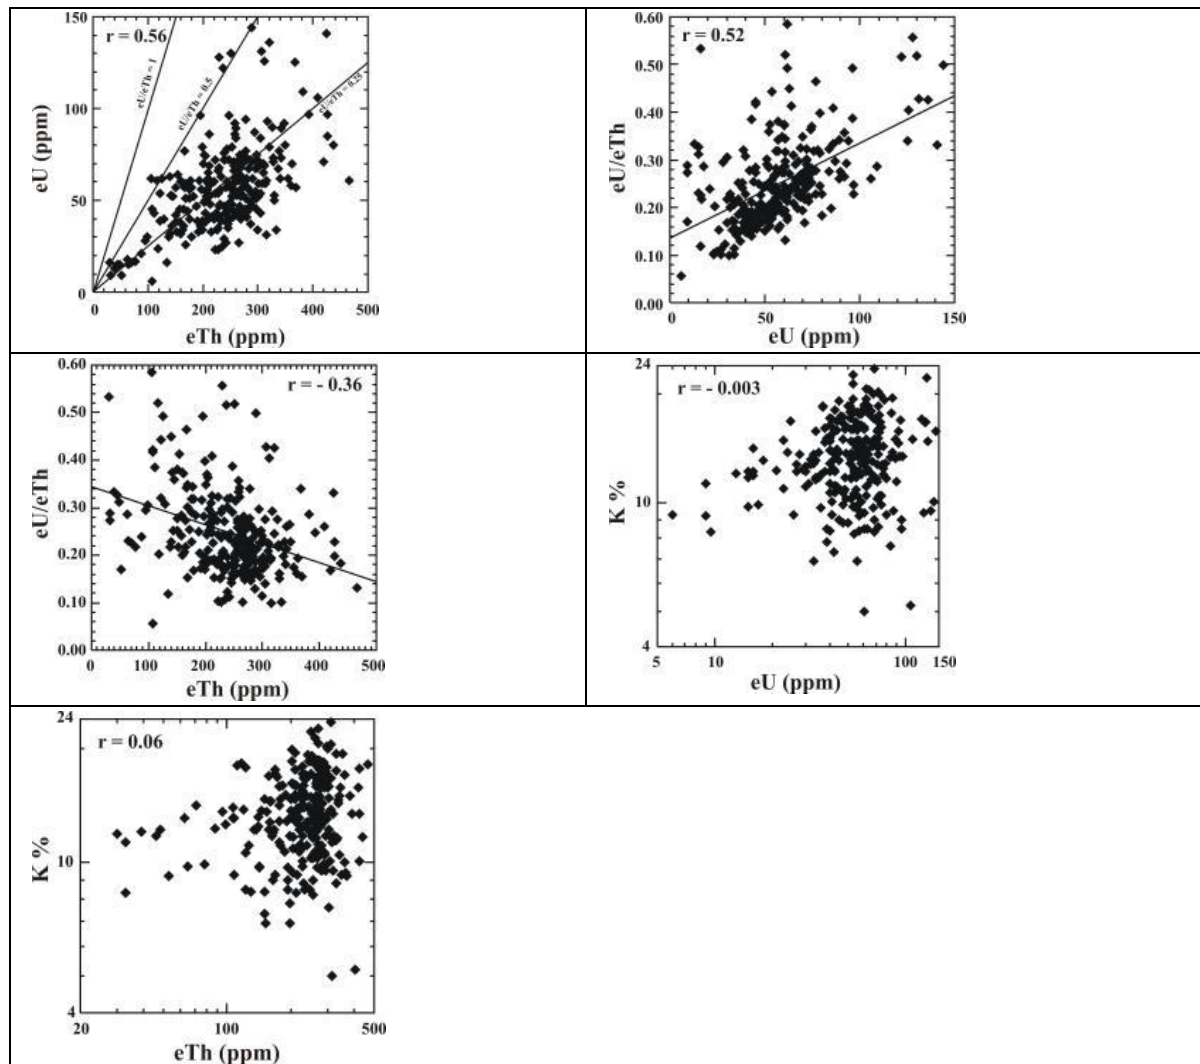 150
r = 0.56
eU/eTh = 1
eU/eTh = 0.5
eU/eTh = 0.25
100
50
0
eU (ppm)
0 100 200 300 400 500
eTh (ppm)
0.60
r = 0.52
0.50
0.40
0.30
0.20
0.10
0.00
eU/eTh
0 50 100 150
eU (ppm)
0.60
r = - 0.36
0.50
0.40
0.30
0.20
0.10
0.00
eU/eTh
0 100 200 300 400 500
eTh (ppm)
24
r = - 0.003
10
4
K %
5 10 100 150
eU (ppm)
24
r = 0.06
10
4
K %
20 100 500
eTh (ppm)